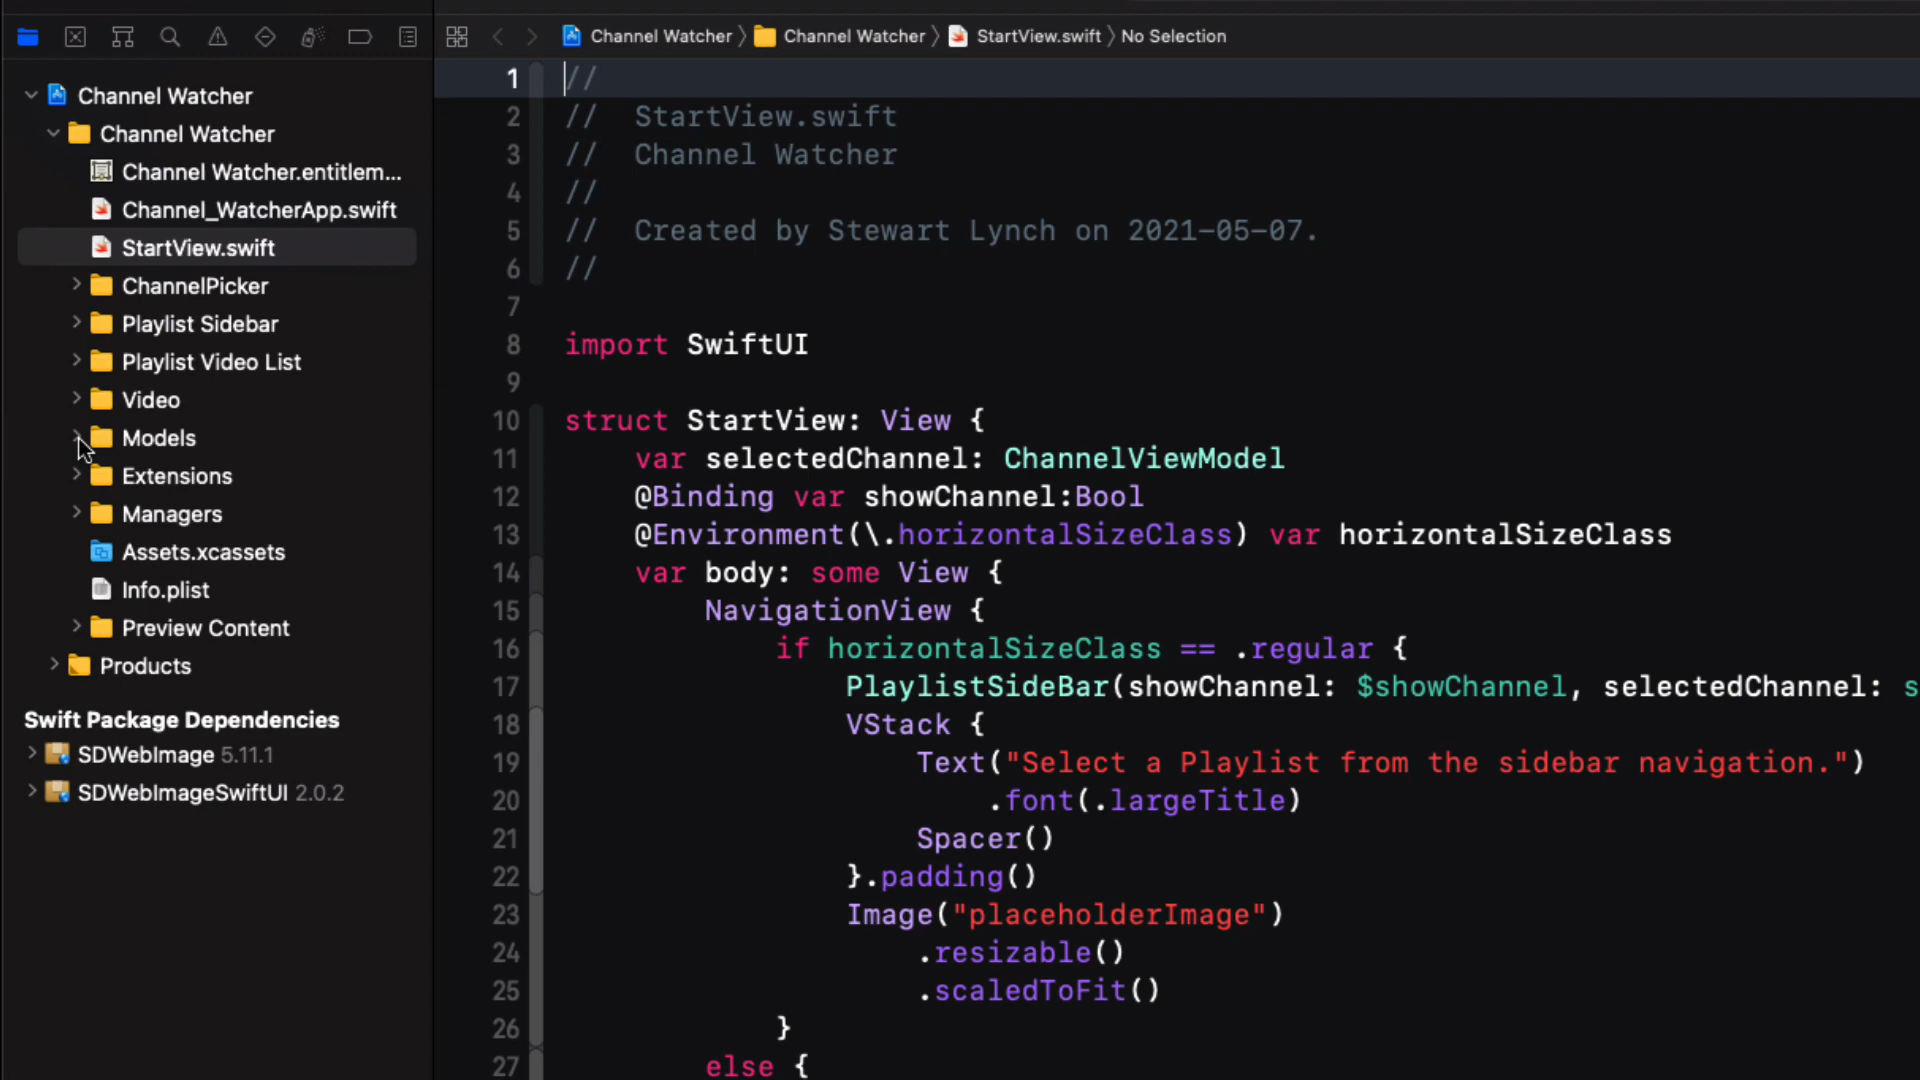 Channel Watcher
Channel Watcher
Channel Watcher.entitlem...
Channel_WatcherApp.swift
StartView.swift
ChannelPicker
Playlist Sidebar
Playlist Video List
Video
Models
Extensions
Managers
Assets.xcassets
Info.plist
Preview Content
Products
Swift Package Dependencies
SDWebImage 5.11.1
SDWebImageSwiftUI 2.0.2
Channel Watcher 〉 Channel Watcher 〉 StartView.swift 〉 No Selection
1 //
2 //  StartView.swift
3 //  Channel Watcher
4 //
5 //  Created by Stewart Lynch on 2021-05-07.
6 //
7
8 import SwiftUI
9
10 struct StartView: View {
11     var selectedChannel: ChannelViewModel
12     @Binding var showChannel:Bool
13     @Environment(\.horizontalSizeClass) var horizontalSizeClass
14     var body: some View {
15         NavigationView {
16             if horizontalSizeClass == .regular {
17                 PlaylistSideBar(showChannel: $showChannel, selectedChannel: s
18                 VStack {
19                     Text("Select a Playlist from the sidebar navigation.")
20                         .font(.largeTitle)
21                     Spacer()
22                 }.padding()
23                 Image("placeholderImage")
24                     .resizable()
25                     .scaledToFit()
26             }
27         else {